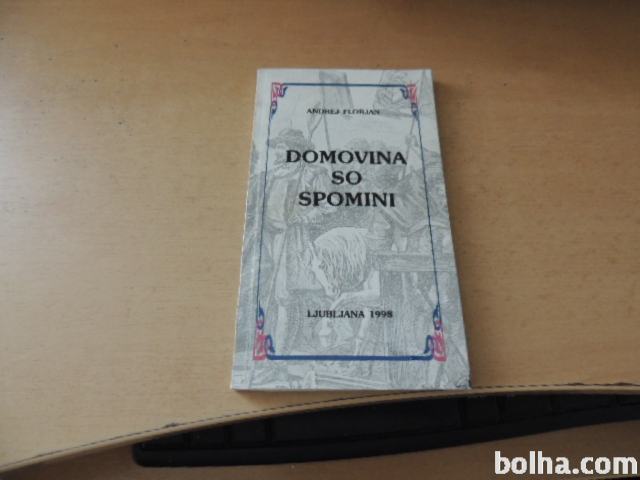 ANDREJ FLORJAN
DOMOVINA
SO
SPOMINI
LJUBLJANA 1998
bolha.com